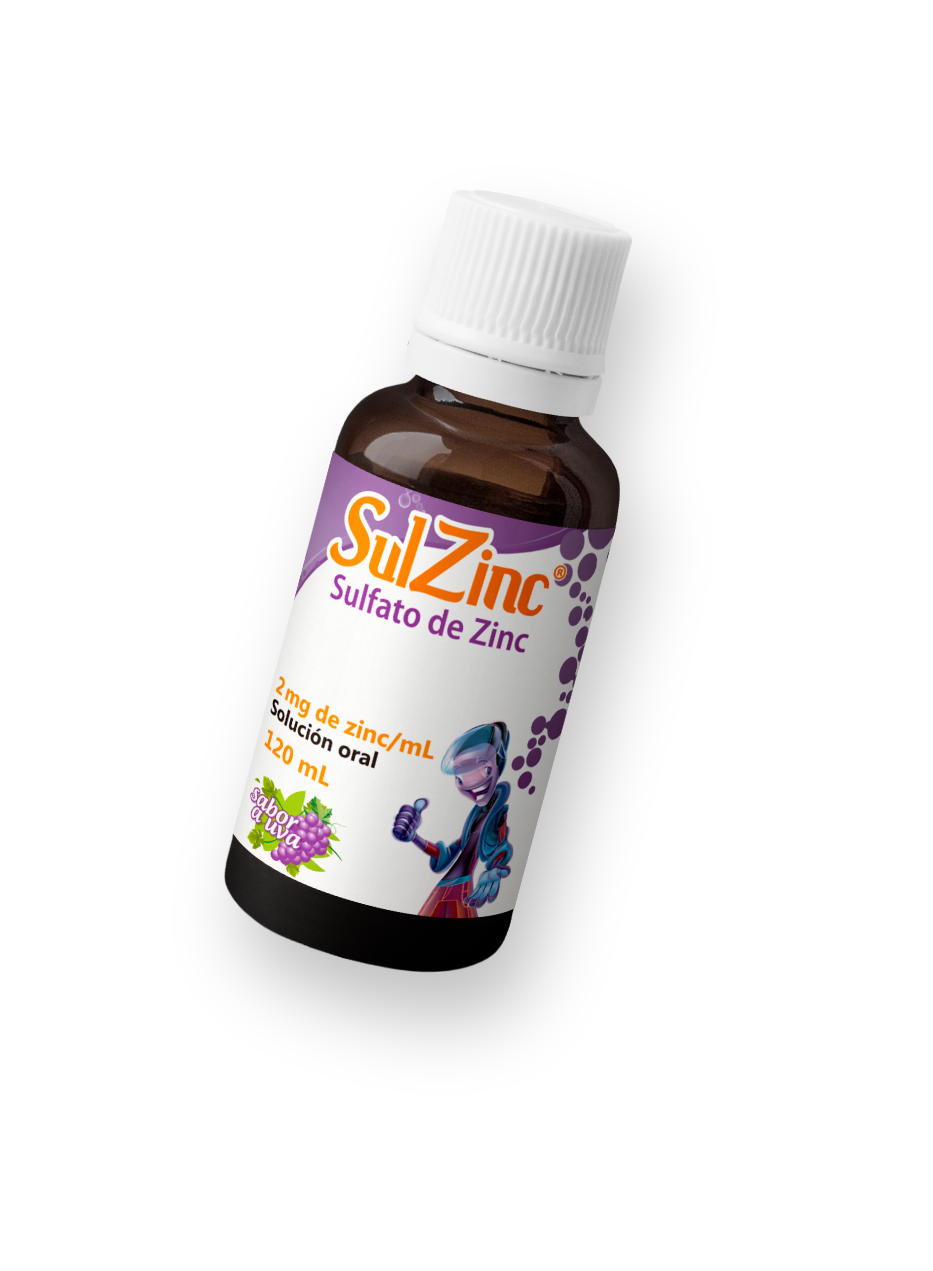 SulZinc®
Sulfato de Zinc
2 mg de zinc/mL
Solución oral
120 mL
sabor
a uva